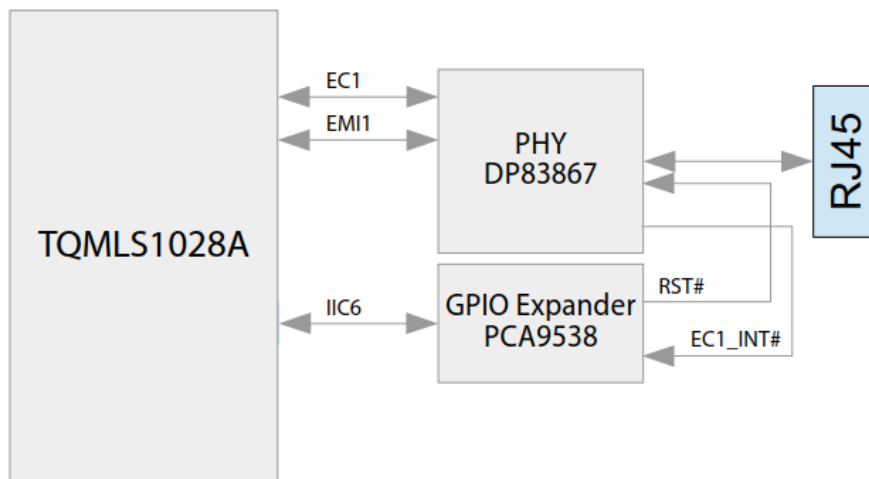 EC1
EMI1
PHY
DP83867
RJ45
TQMLS1028A
IIC6
GPIO Expander
PCA9538
RST#
EC1_INT#